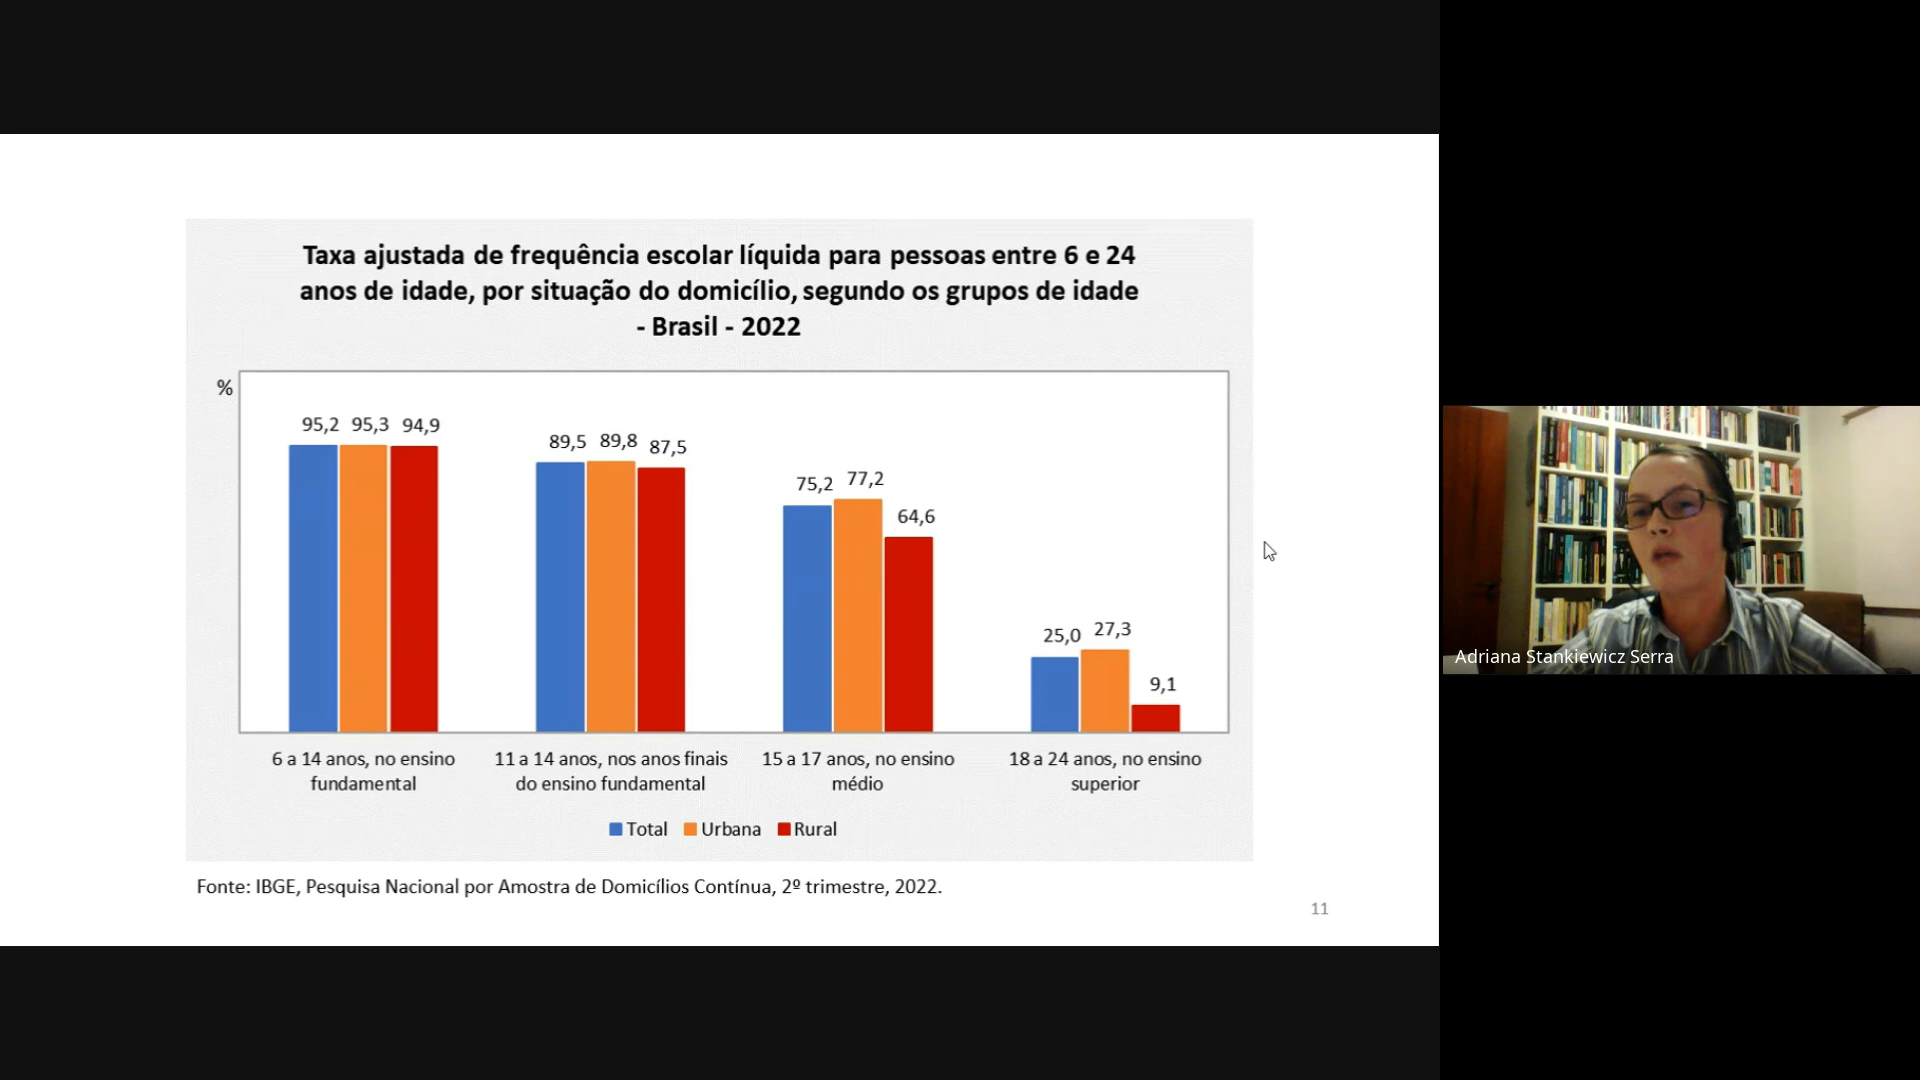 Taxa ajustada de frequência escolar líquida para pessoas entre 6 e 24
anos de idade, por situação do domicílio, segundo os grupos de idade
- Brasil - 2022
%
95,2 95,3 94,9
89,5 89,8 87,5
75,2 77,2 64,6
25,0 27,3 9,1
6 a 14 anos, no ensino
fundamental
11 a 14 anos, nos anos finais
do ensino fundamental
15 a 17 anos, no ensino
médio
18 a 24 anos, no ensino
superior
Total Urbana Rural
Fonte: IBGE, Pesquisa Nacional por Amostra de Domicílios Contínua, 2º trimestre, 2022.
11
Adriana Stankiewicz Serra